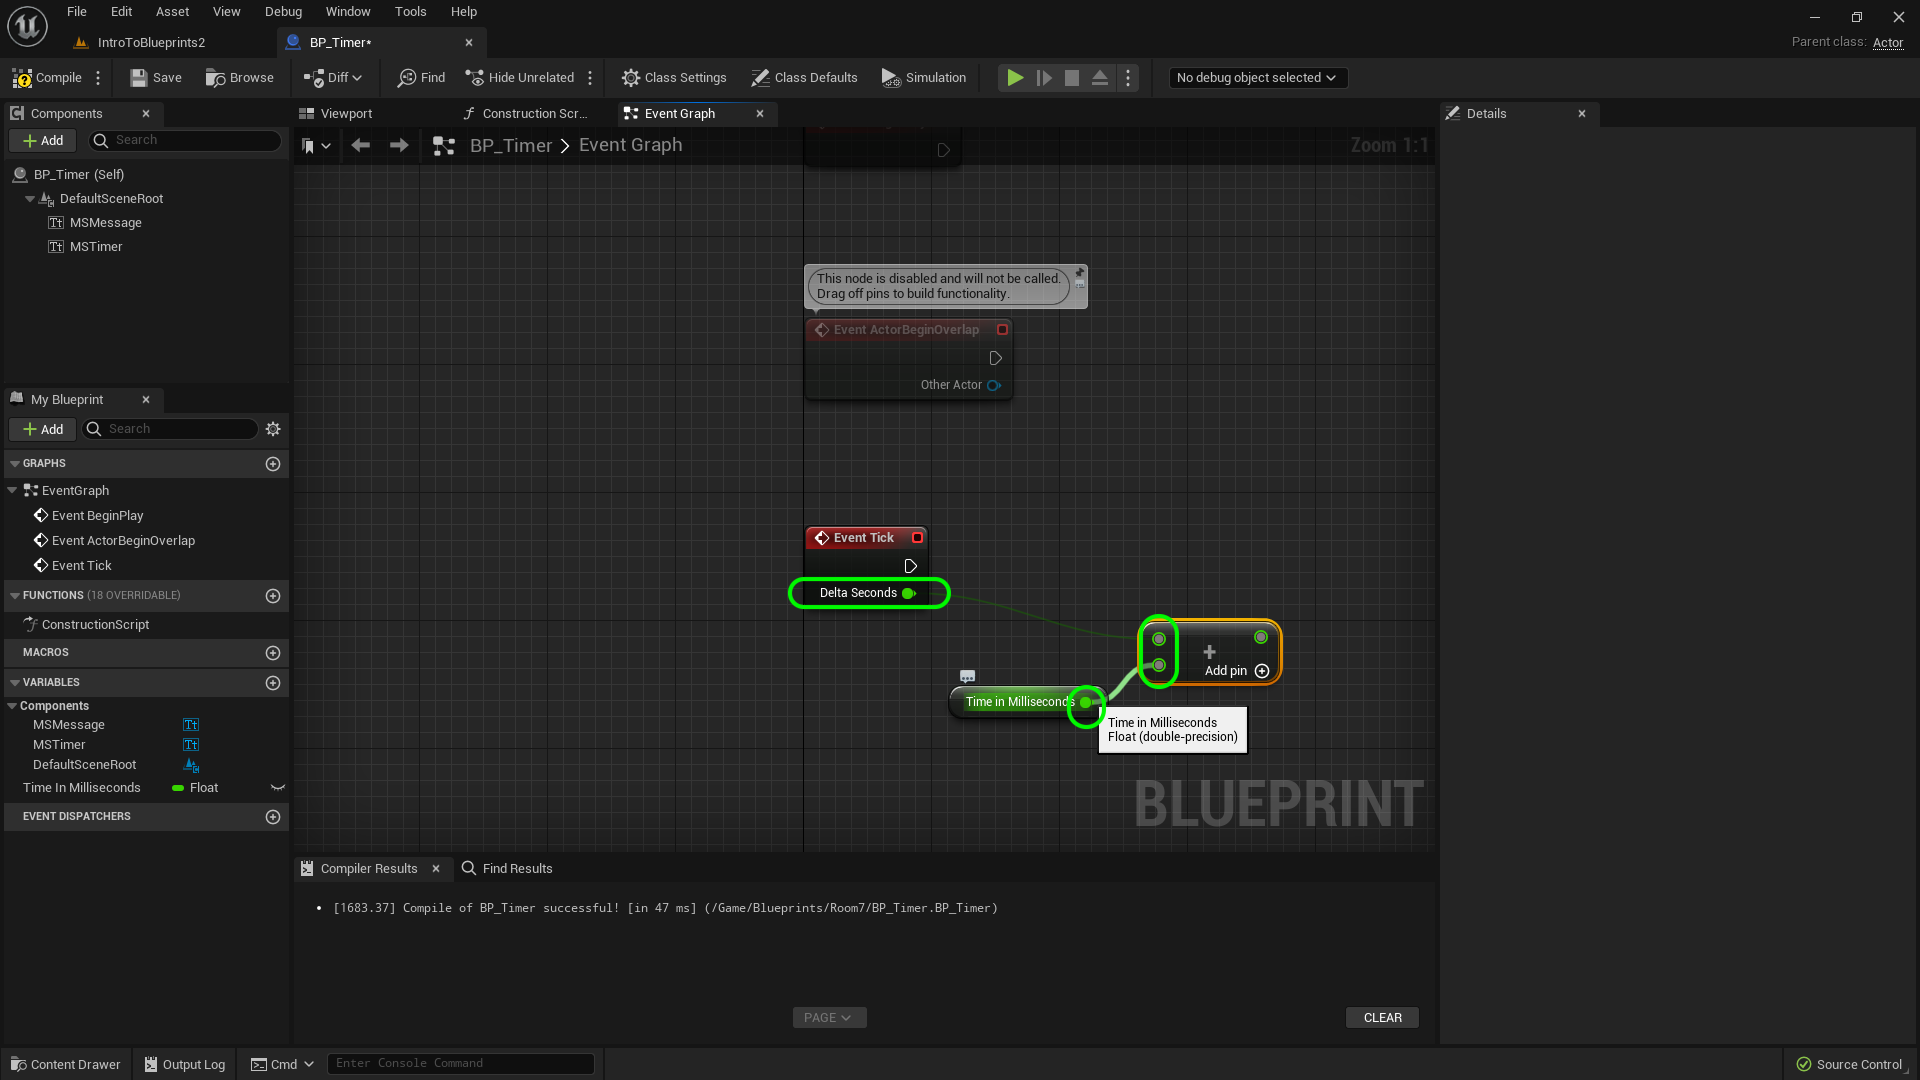 File Edit Asset View Debug Window Tools Help
IntroToBlueprints2
BP_Timer*
Parent class: Actor
Compile
Save
Browse
Diff
Find
Hide Unrelated
Class Settings
Class Defaults
Simulation
No debug object selected
Components
Add
Search
BP_Timer (Self)
DefaultSceneRoot
MSMessage
MSTimer
My Blueprint
Add
Search
GRAPHS
EventGraph
Event BeginPlay
Event ActorBeginOverlap
Event Tick
FUNCTIONS (18 OVERRIDABLE)
ConstructionScript
MACROS
VARIABLES
Components
MSMessage
MSTimer
DefaultSceneRoot
Time In Milliseconds Float
EVENT DISPATCHERS
Viewport
Construction Scr...
Event Graph
BP_Timer > Event Graph
Zoom 1:1
This node is disabled and will not be called.
Drag off pins to build functionality.
Event ActorBeginOverlap
Other Actor
Event Tick
Delta Seconds
Add pin
Time in Milliseconds
Time in Milliseconds
Float (double-precision)
BLUEPRINT
Compiler Results
Find Results
• [1683.37] Compile of BP_Timer successful! [in 47 ms] (/Game/Blueprints/Room7/BP_Timer.BP_Timer)
PAGE
CLEAR
Details
Content Drawer
Output Log
Cmd
Enter Console Command
Source Control